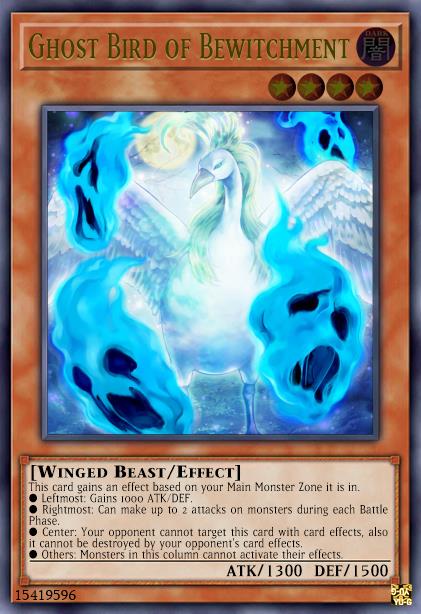 Ghost Bird of Bewitchment
DARK
闇
[Winged Beast/Effect]
This card gains an effect based on your Main Monster Zone it is in.
● Leftmost: Gains 1000 ATK/DEF.
● Rightmost: Can make up to 2 attacks on monsters during each Battle
Phase.
● Center: Your opponent cannot target this card with card effects, also
it cannot be destroyed by your opponent's card effects.
● Others: Monsters in this column cannot activate their effects.
ATK/1300 DEF/1500
15419596